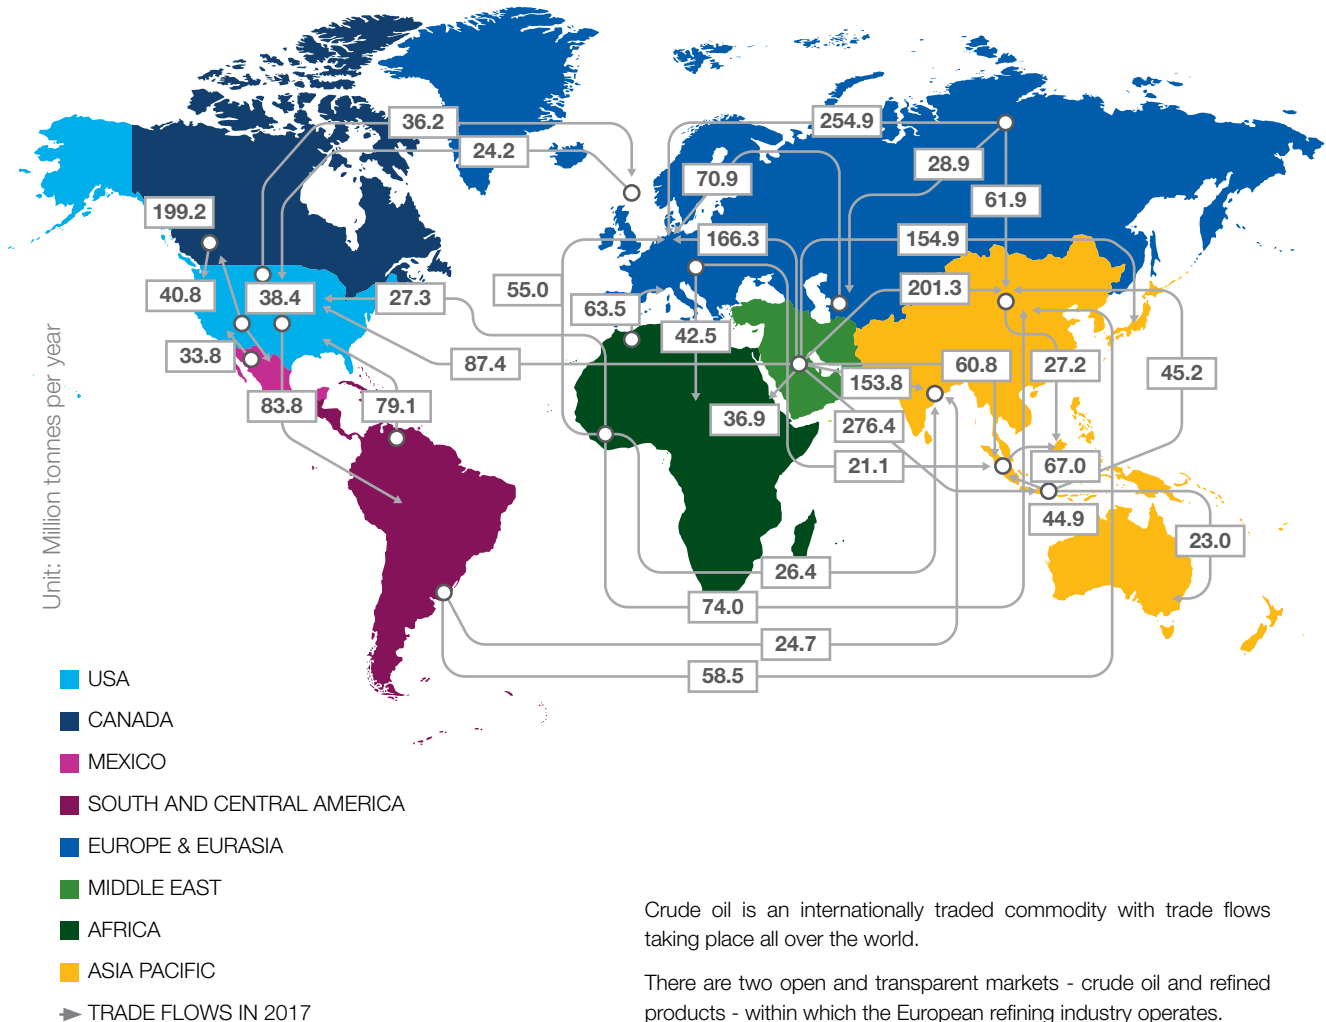 36.2
254.9
24.2
28.9
70.9
61.9
199.2
166.3
154.9
55.0
201.3
40.8
38.4
27.3
63.5
42.5
33.8
87.4
60.8
27.2
45.2
153.8
83.8
79.1
36.9
276.4
21.1
67.0
44.9
23.0
26.4
74.0
24.7
58.5
Unit: Million tonnes per year
USA
CANADA
MEXICO
SOUTH AND CENTRAL AMERICA
EUROPE & EURASIA
MIDDLE EAST
AFRICA
ASIA PACIFIC
TRADE FLOWS IN 2017
Crude oil is an internationally traded commodity with trade flows
taking place all over the world.
There are two open and transparent markets - crude oil and refined
products - within which the European refining industry operates.